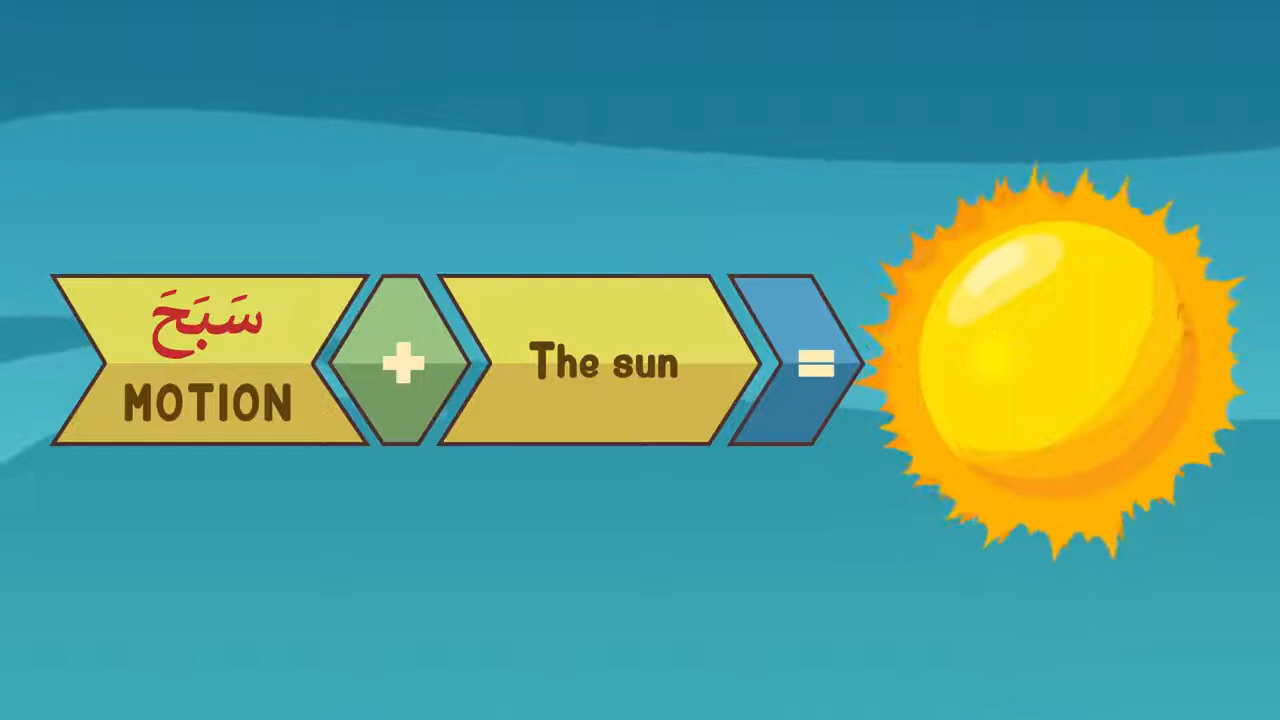 سَبَحَ
MOTION
+
The sun
=